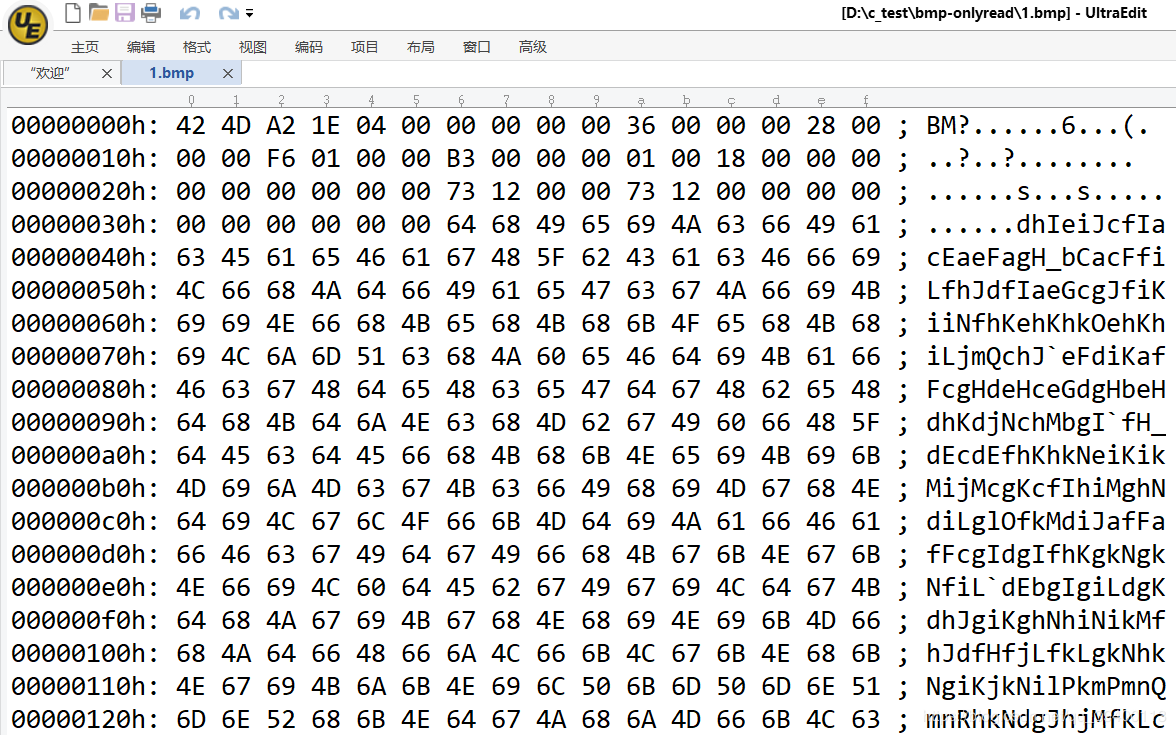 UE
[D:\c_test\bmp-onlyread\1.bmp] - UltraEdit
主页 编辑 格式 视图 编码 项目 布局 窗口 高级
“欢迎” × 1.bmp ×
0 1 2 3 4 5 6 7 8 9 a b c d e f
00000000h: 42 4D A2 1E 04 00 00 00 00 00 36 00 00 00 28 00 ; BM?......6...(.
00000010h: 00 00 F6 01 00 00 B3 00 00 00 01 00 18 00 00 00 ; ..?..?........
00000020h: 00 00 00 00 00 00 73 12 00 00 73 12 00 00 00 00 ; ......s...s.....
00000030h: 00 00 00 00 00 00 64 68 49 65 69 4A 63 66 49 61 ; ......dhIeiJcfIa
00000040h: 63 45 61 65 46 61 67 48 5F 62 43 61 63 46 66 69 ; cEaeFagH_bCacFfi
00000050h: 4C 66 68 4A 64 66 49 61 65 47 63 67 4A 66 69 4B ; LfhJdfIaeGcgJfiK
00000060h: 69 69 4E 66 68 4B 65 68 4B 68 6B 4F 65 68 4B 68 ; iiNfhKehKhkOehKh
00000070h: 69 4C 6A 6D 51 63 68 4A 60 65 46 64 69 4B 61 66 ; iLjmQchJ`eFdiKaf
00000080h: 46 63 67 48 64 65 48 63 65 47 64 67 48 62 65 48 ; FcgHdeHceGdgHbeH
00000090h: 64 68 4B 64 6A 4E 63 68 4D 62 67 49 60 66 48 5F ; dhKdjNchMbgI`fH_
000000a0h: 64 45 63 64 45 66 68 4B 68 6B 4E 65 69 4B 69 6B ; dEcdEfhKhkNeiKik
000000b0h: 4D 69 6A 4D 63 67 4B 63 66 49 68 69 4D 67 68 4E ; MijMcgKcfIhiMghN
000000c0h: 64 69 4C 67 6C 4F 66 6B 4D 64 69 4A 61 66 46 61 ; diLglOfkMdiJafFa
000000d0h: 66 46 63 67 49 64 67 49 66 68 4B 67 6B 4E 67 6B ; fFcgIdgIfhKgkNgk
000000e0h: 4E 66 69 4C 60 64 45 62 67 49 67 69 4C 64 67 4B ; NfiL`dEbgIgiLdgK
000000f0h: 64 68 4A 67 69 4B 67 68 4E 68 69 4E 69 6B 4D 66 ; dhJgiKghNhiNikMf
00000100h: 68 4A 64 66 48 66 6A 4C 66 6B 4C 67 6B 4E 68 6B ; hJdfHfjLfkLgkNhk
00000110h: 4E 67 69 4B 6A 6B 4E 69 6C 50 6B 6D 50 6D 6E 51 ; NgiKjkNilPkmPmnQ
00000120h: 6D 6E 52 68 6B 4E 64 67 4A 68 6A 4D 66 6B 4C 63 ; mnRhkNdgJhjMfkLc